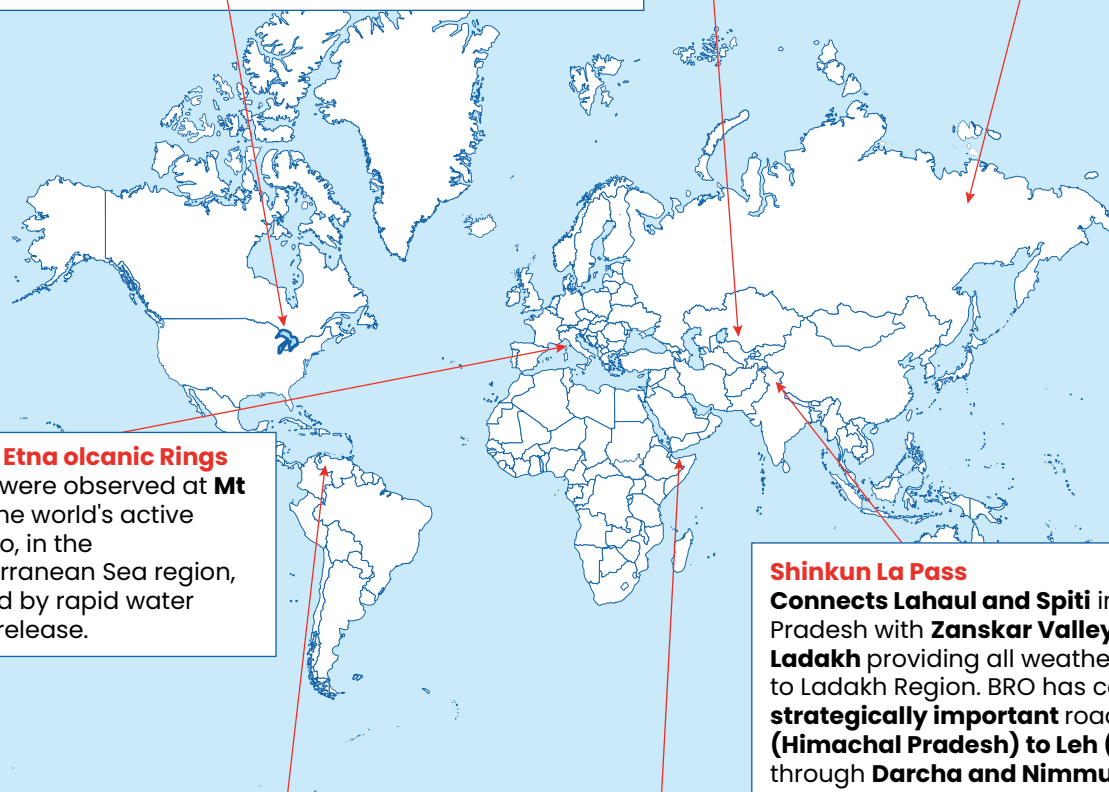 Etna olcanic Rings
were observed at Mt
he world's active
o, in the
rranean Sea region,
d by rapid water
release.
Shinkun La Pass
Connects Lahaul and Spiti in
Pradesh with Zanskar Valley
Ladakh providing all weathe
to Ladakh Region. BRO has c
strategically important road
(Himachal Pradesh) to Leh (
through Darcha and Nimmu